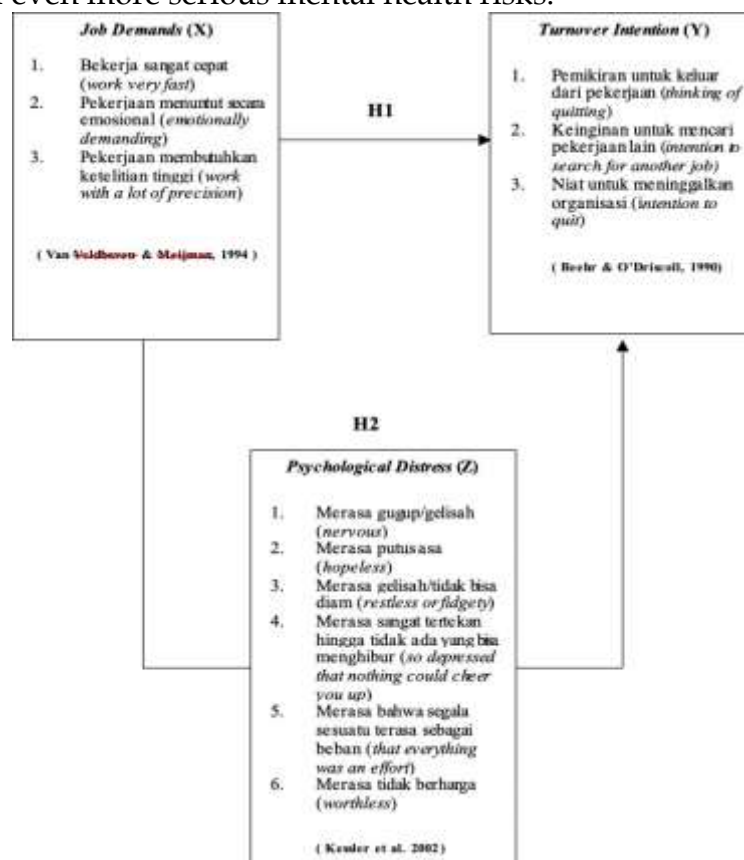 even more serious mental health risks.
Job Demands (X)
1. Bekerja sangat cepat
(work very fast)
2. Pekerjaan menuntut secara
emosional (emotionally
demanding)
3. Pekerjaan membutuhkan
ketelitian tinggi (work
with a lot of precision)
( Van Veldhoven & Meijman, 1994 )
H1
Turnover Intention (Y)
1. Pemikiran untuk keluar
dari pekerjaan (thinking of
quitting)
2. Keinginan untuk mencari
pekerjaan lain (intention to
search for another job)
3. Niat untuk meninggalkan
organisasi (intention to
quit)
( Beehr & O'Driscoll, 1990)
H2
Psychological Distress (Z)
1. Merasa gugup/gelisah
(nervous)
2. Merasa putus asa
(hopeless)
3. Merasa gelisah/tidak bisa
diam (restless or fidgety)
4. Merasa sangat tertekan
hingga tidak ada yang bisa
menghibur (so depressed
that nothing could cheer
you up)
5. Merasa bahwa segala
sesuatu terasa sebagai
beban (that everything
was an effort)
6. Merasa tidak berharga
(worthless)
( Kessler et al. 2002)